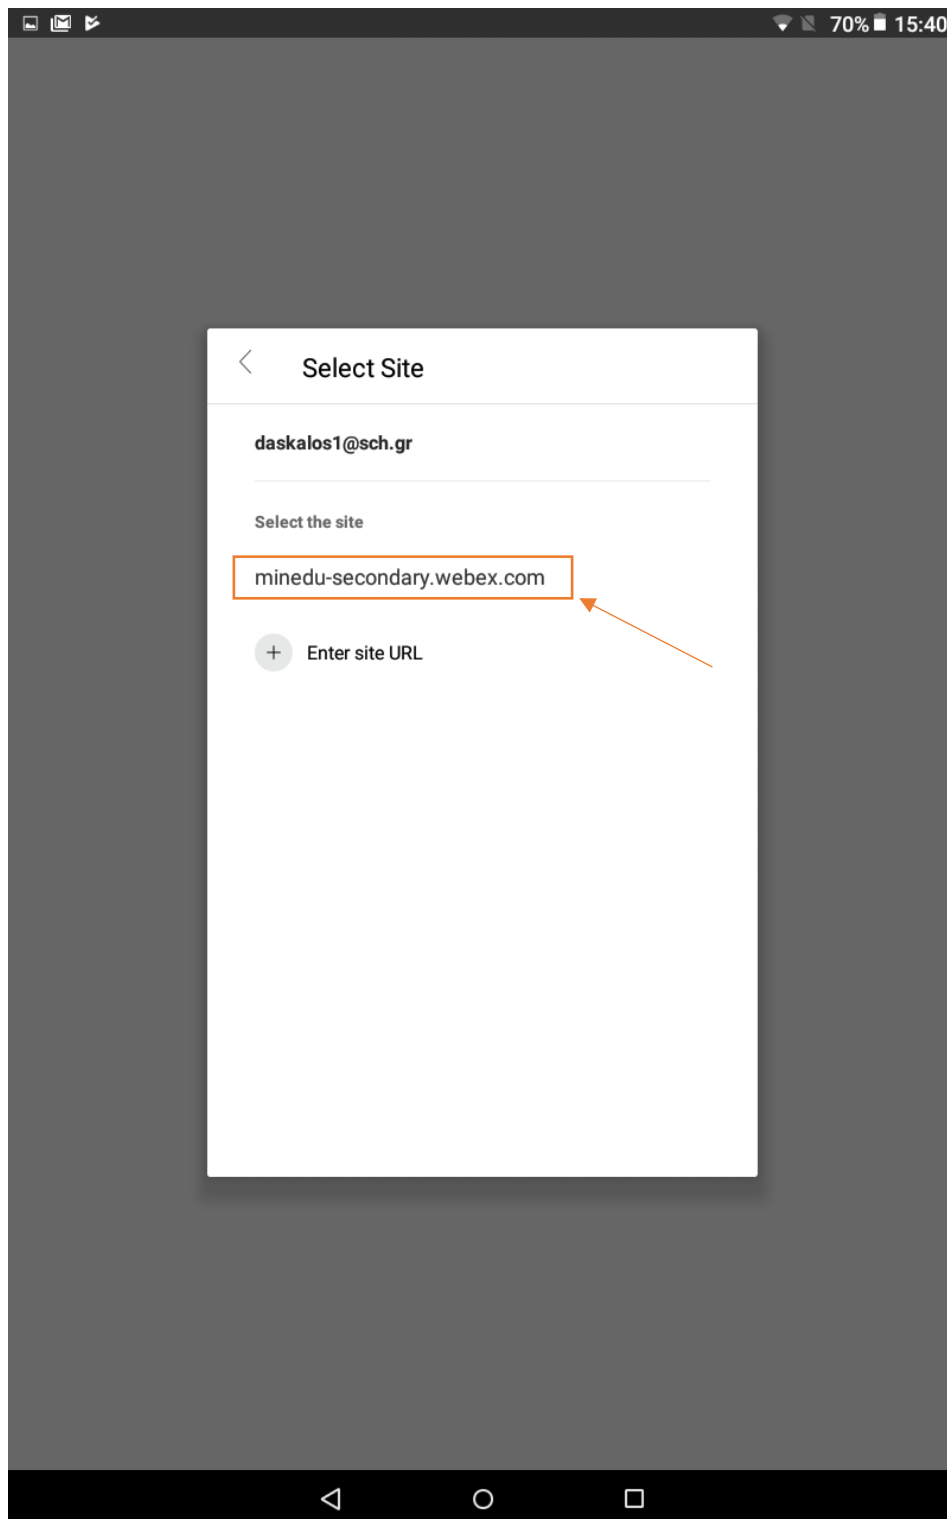 70% 15:40
Select Site
daskalos1@sch.gr
Select the site
minedu-secondary.webex.com
Enter site URL